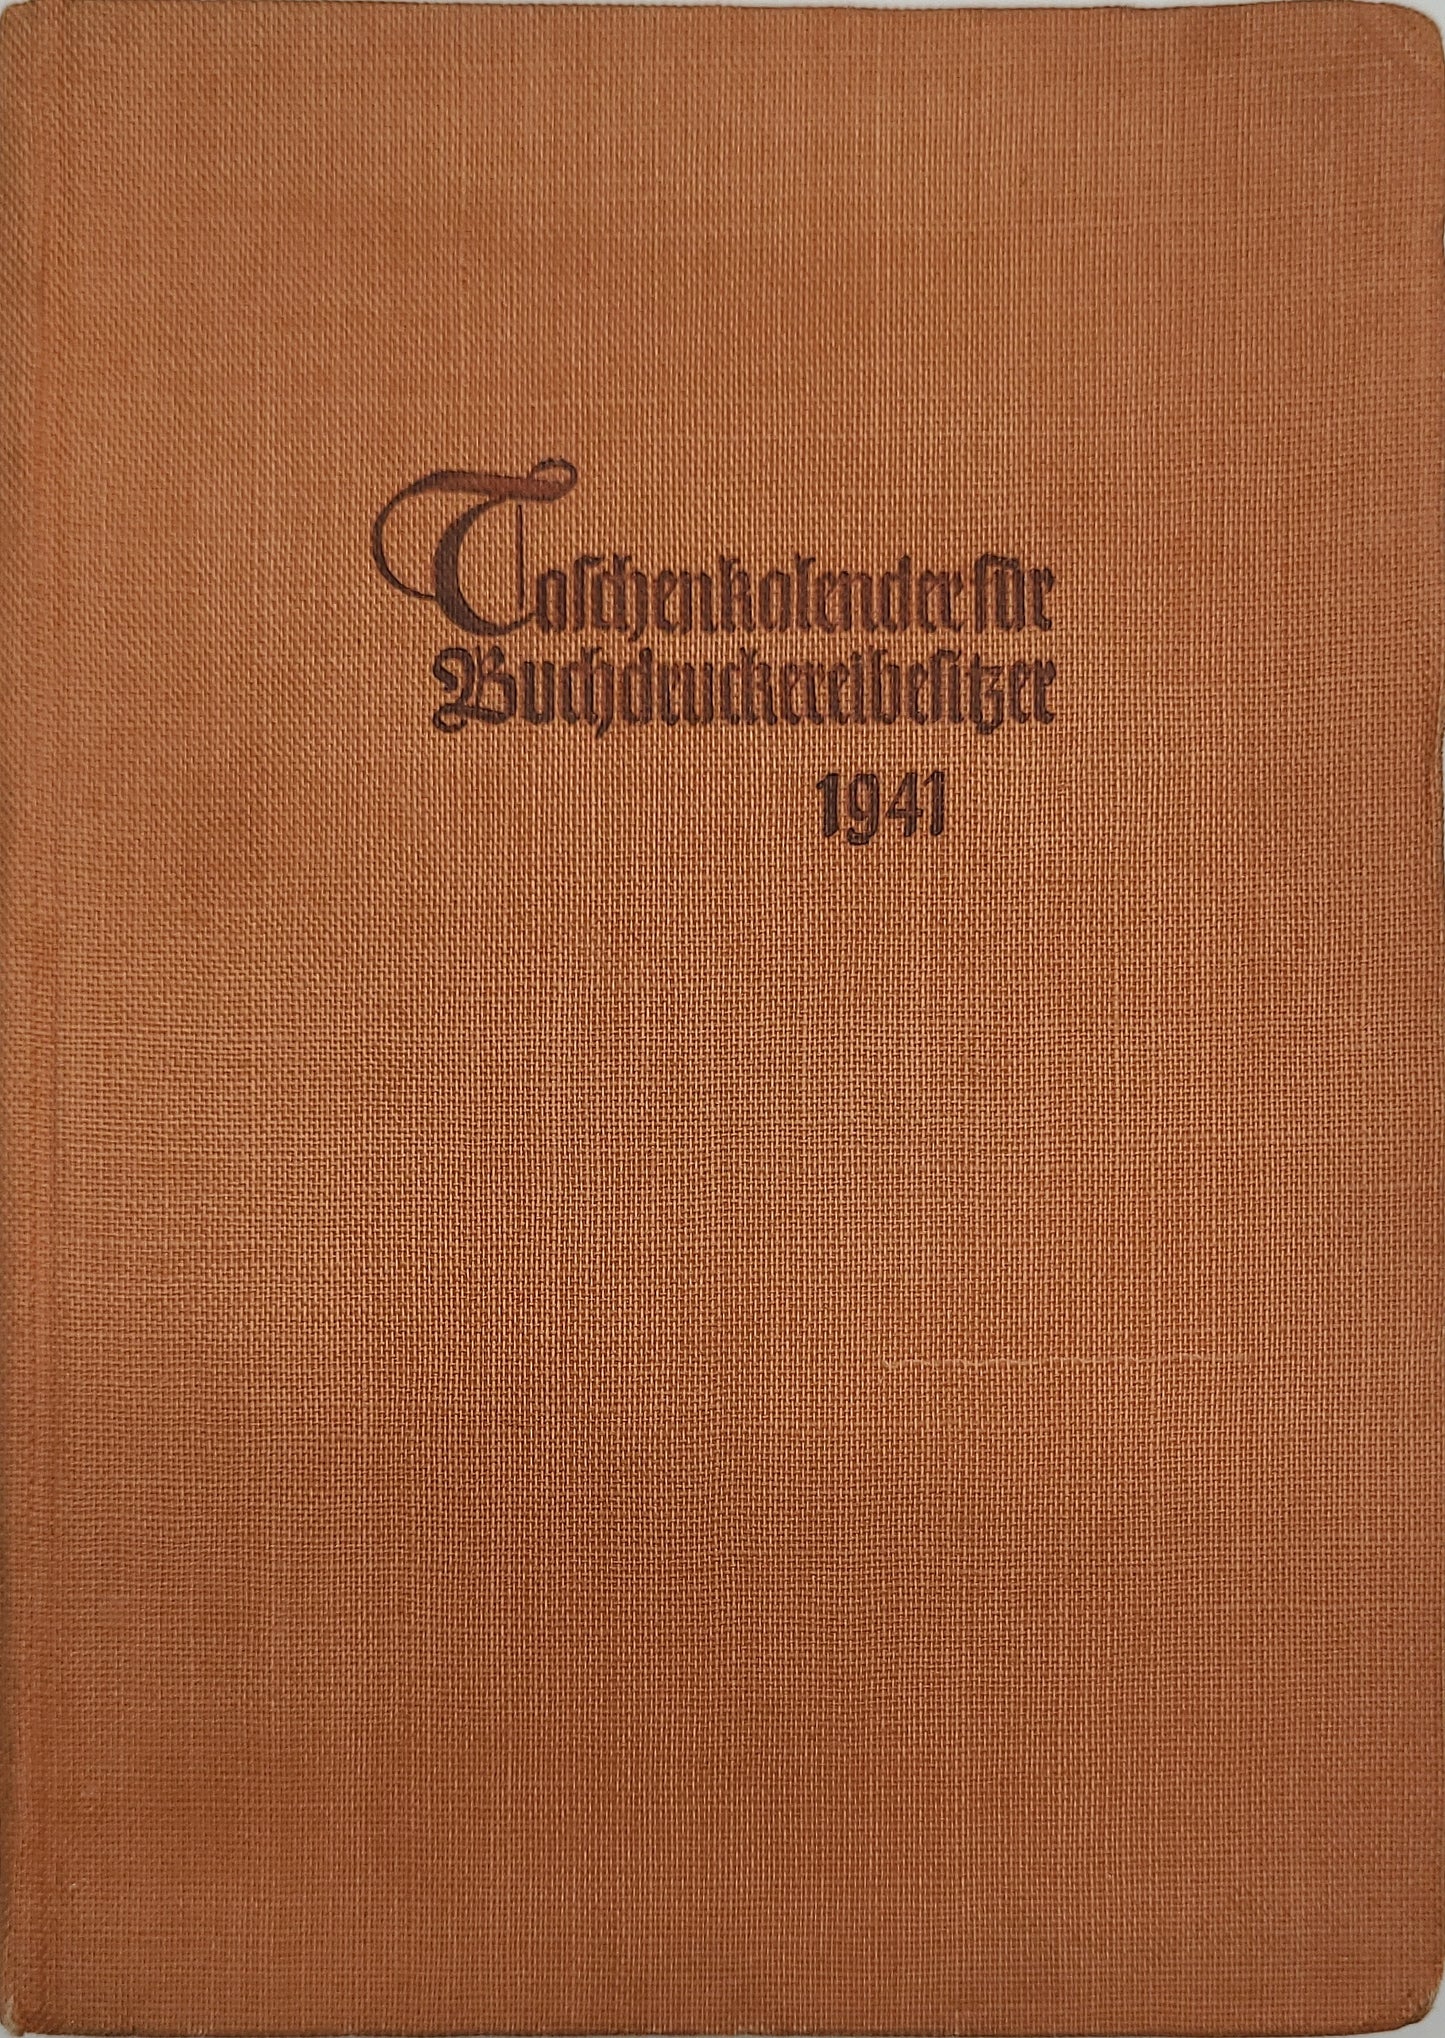 Taschenkalender für
Buchdruckereibesitzer
1941